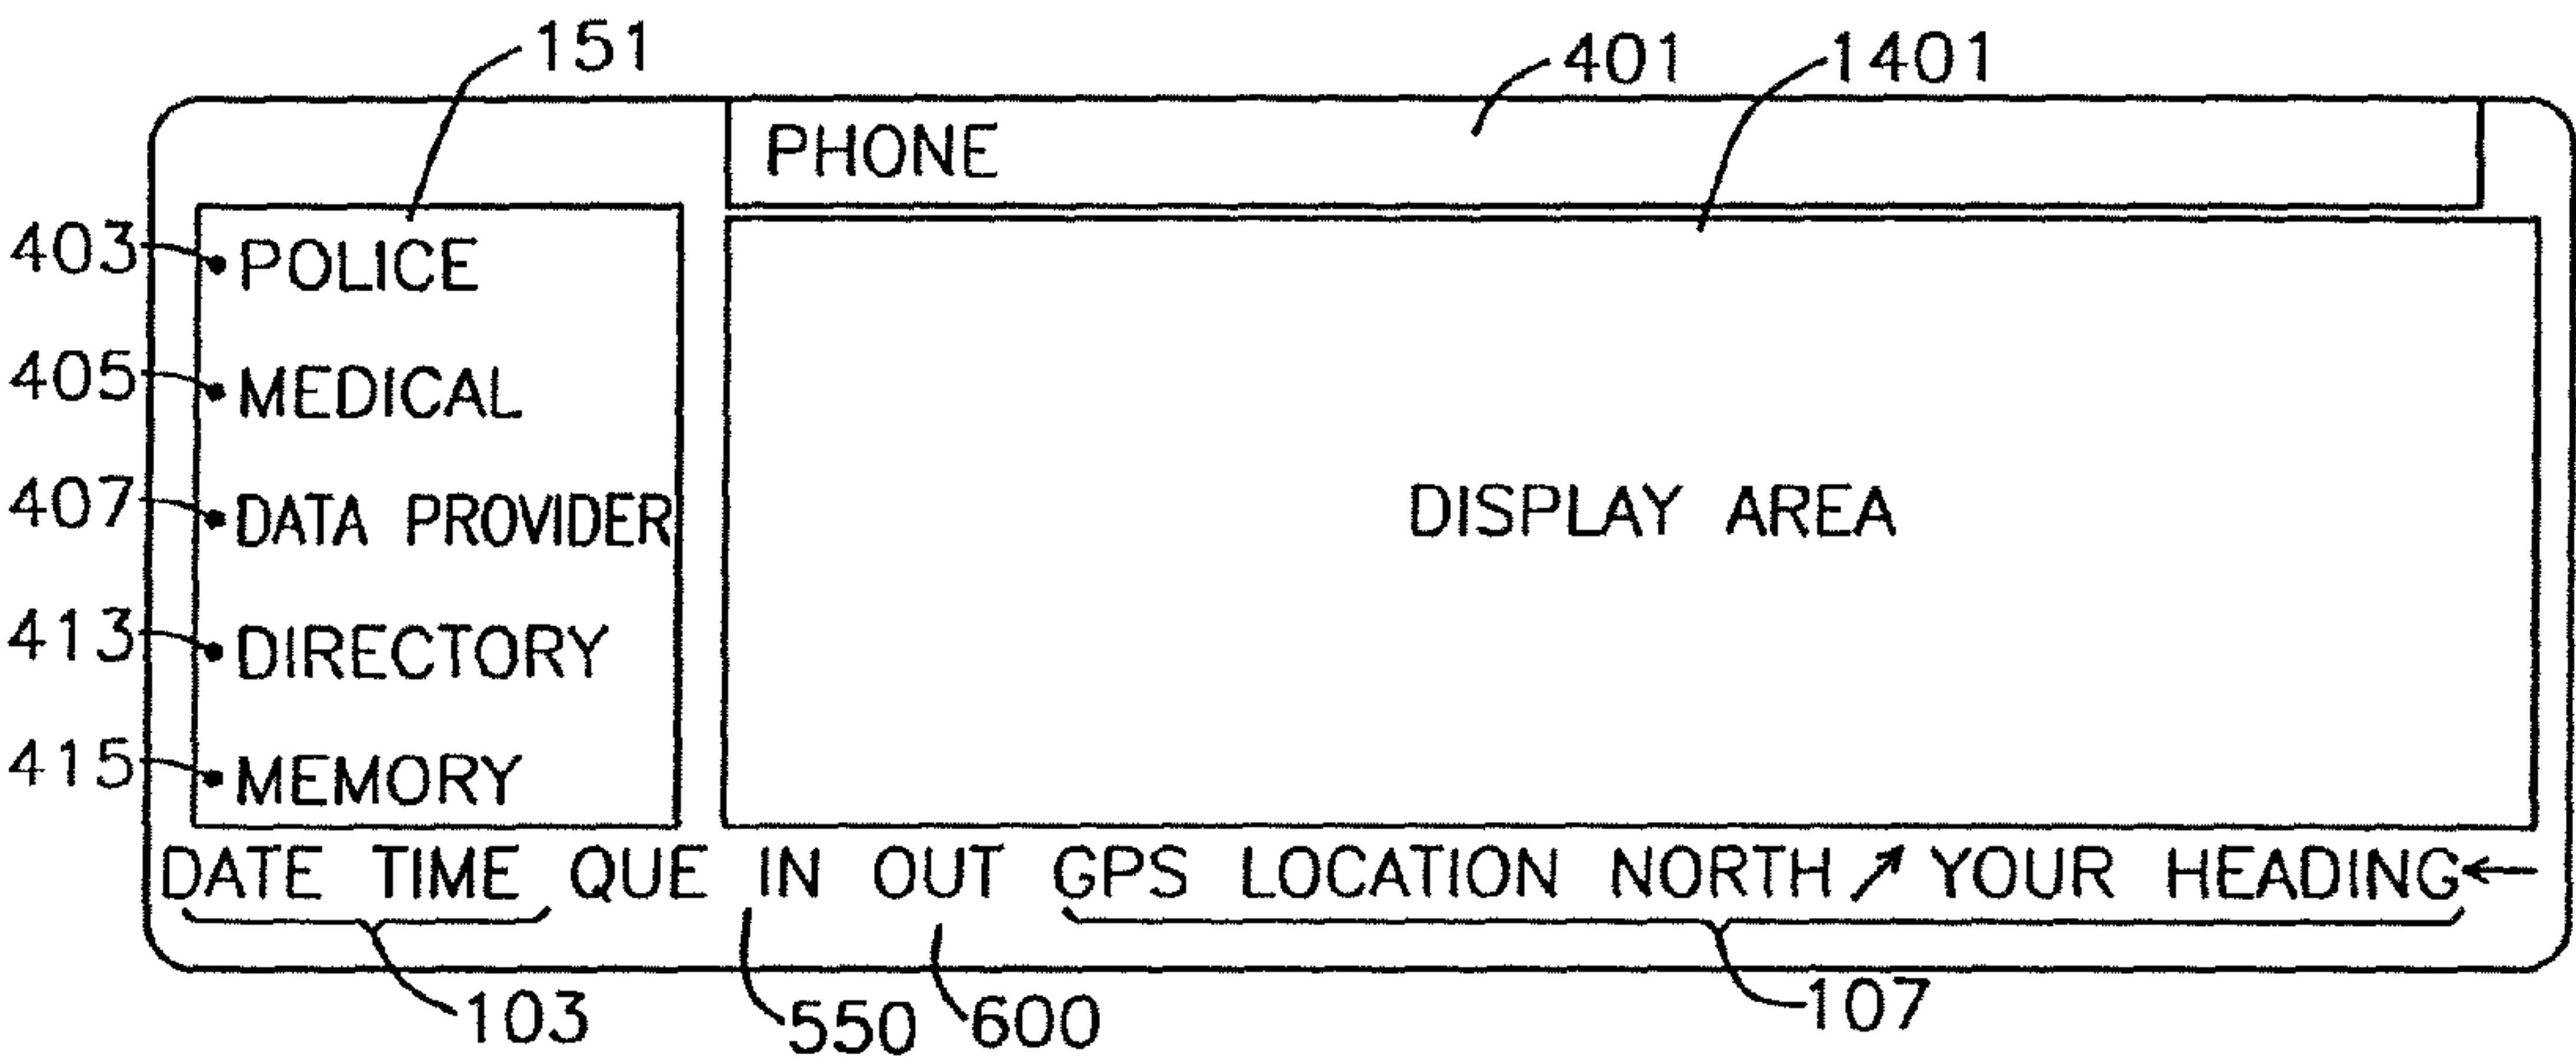 151
401
1401
PHONE
403 POLICE
405 MEDICAL
407 DATA PROVIDER
DISPLAY AREA
413 DIRECTORY
415 MEMORY
DATE TIME QUE IN OUT GPS LOCATION NORTH ↗ YOUR HEADING ←
103
550
600
107